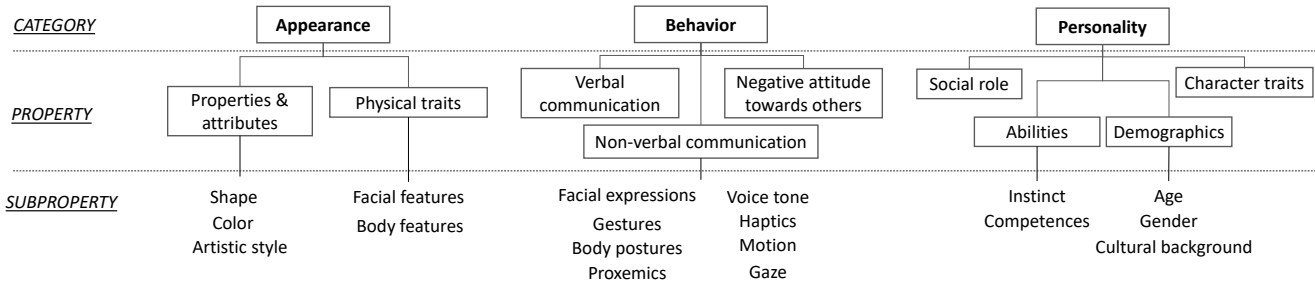 CATEGORY
Appearance
Behavior
Personality
PROPERTY
Properties &
attributes
Physical traits
Verbal
communication
Negative attitude
towards others
Non-verbal communication
Social role
Character traits
Abilities
Demographics
SUBPROPERTY
Shape
Color
Artistic style
Facial features
Body features
Facial expressions
Gestures
Body postures
Proxemics
Voice tone
Haptics
Motion
Gaze
Instinct
Competences
Age
Gender
Cultural background